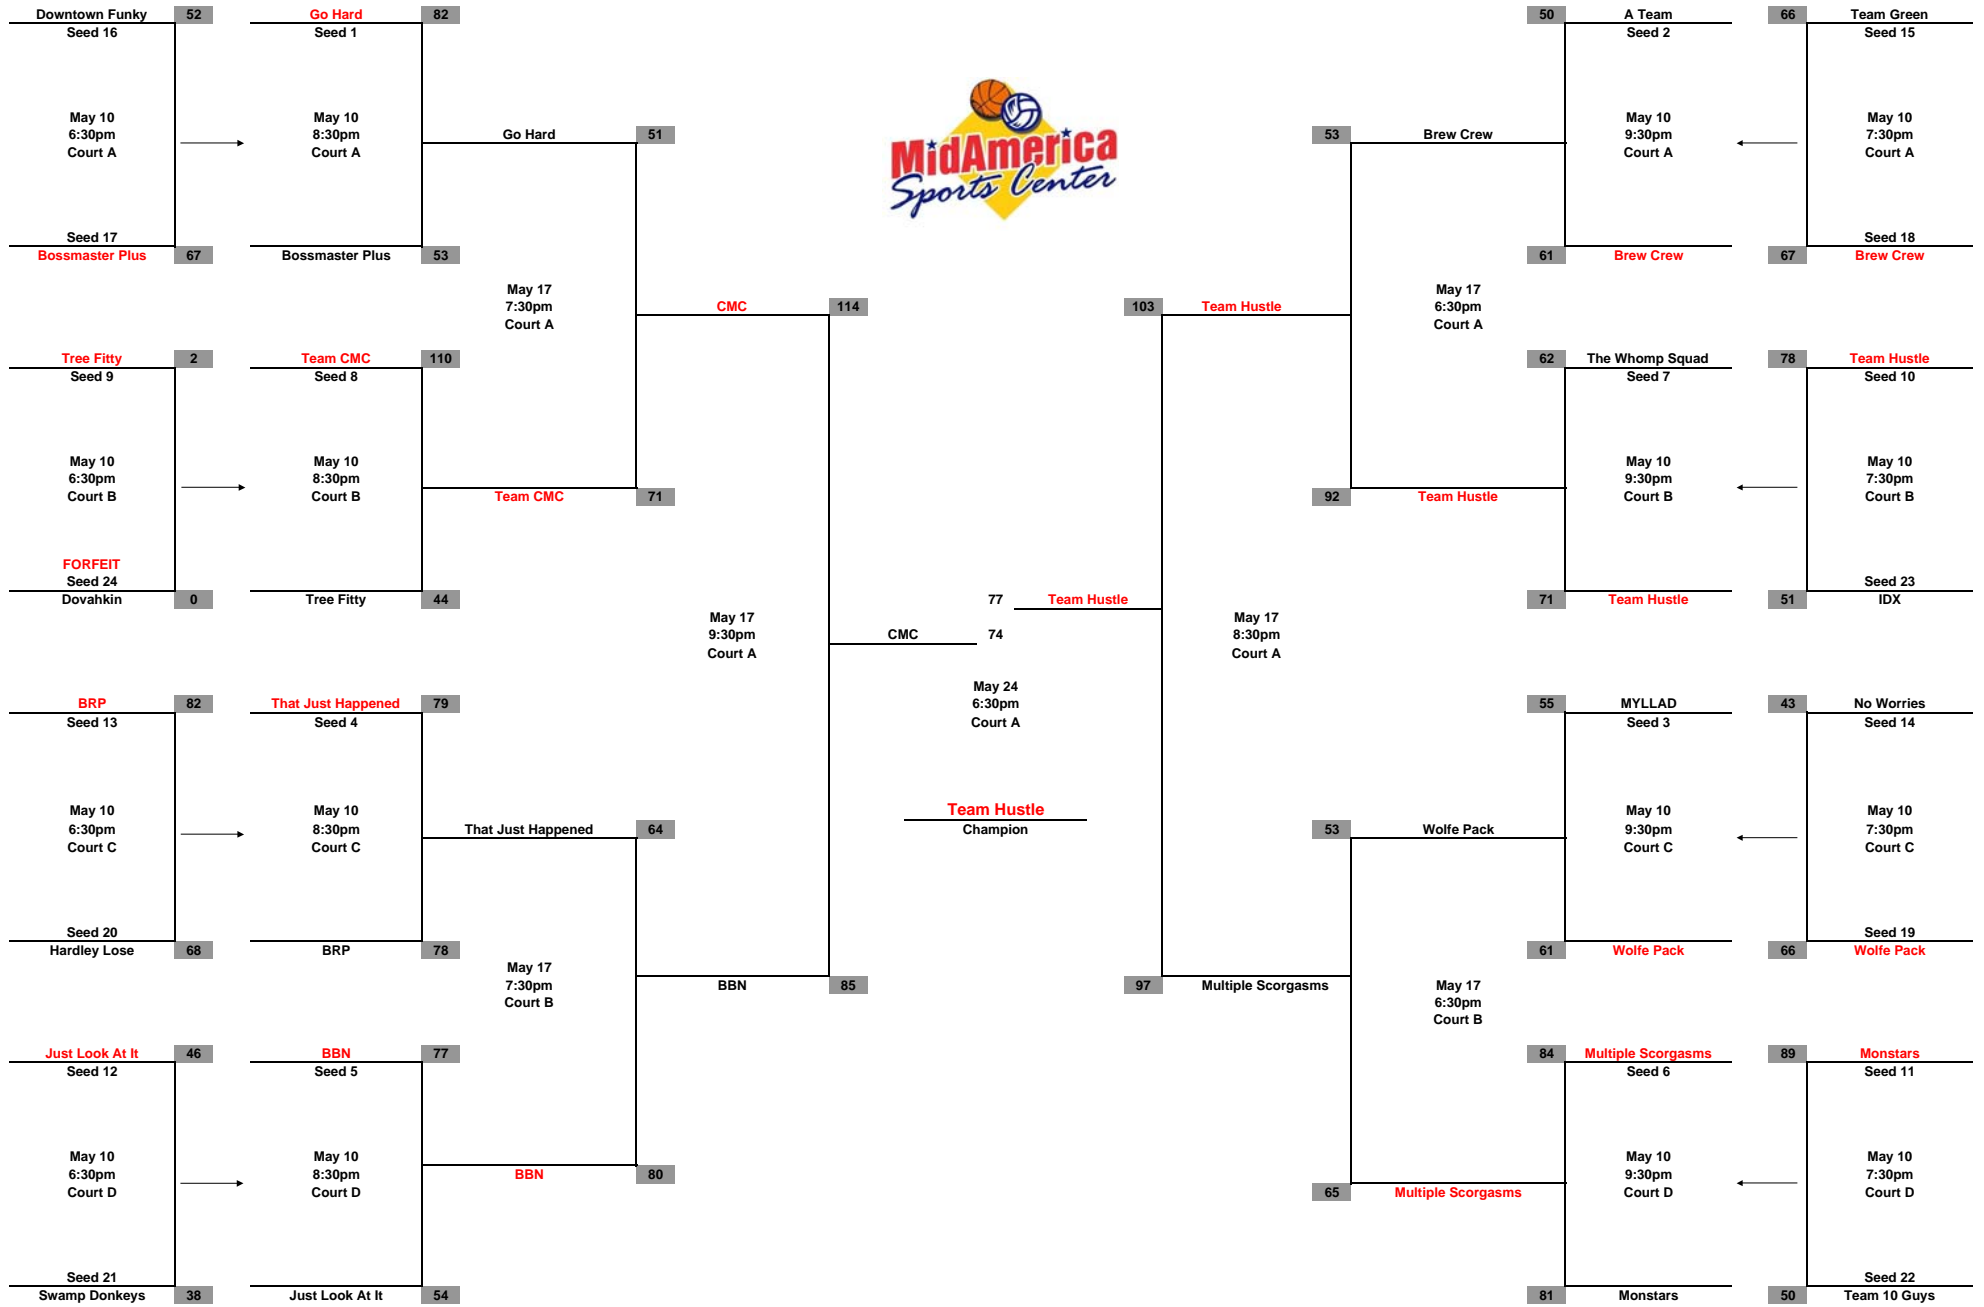 Downtown Funky 52 Go Hard 82 50 A Team 66 Team Green
Seed 16 Seed 1 Seed 2 Seed 15
MidAmerica
Sports Center
May 10 May 10 May 10 May 10
6:30pm 8:30pm Go Hard 51 53 Brew Crew 9:30pm 7:30pm
Court A Court A Court A Court A
Seed 17 Seed 18
Bossmaster Plus 67 Bossmaster Plus 53 61 Brew Crew 67 Brew Crew
May 17 May 17
7:30pm CMC 114 103 Team Hustle 6:30pm
Court A Court A
Tree Fitty 2 Team CMC 110 62 The Whomp Squad 78 Team Hustle
Seed 9 Seed 8 Seed 7 Seed 10
May 10 May 10 May 10 May 10
6:30pm 8:30pm 9:30pm 7:30pm
Court B Court B Team CMC 71 92 Team Hustle Court B Court B
FORFEIT
Seed 24 Seed 23
Dovahkin 0 Tree Fitty 44 77 Team Hustle 71 Team Hustle 51 IDX
May 17 May 17
9:30pm CMC 74 8:30pm
Court A Court A
May 24
6:30pm
Court A
BRP 82 That Just Happened 79 55 MYLLAD 43 No Worries
Seed 13 Seed 4 Seed 3 Seed 14
May 10 May 10 Team Hustle May 10 May 10
6:30pm 8:30pm That Just Happened 64 Champion 53 Wolfe Pack 9:30pm 7:30pm
Court C Court C Court C Court C
Seed 20 Seed 19
Hardley Lose 68 BRP 78 61 Wolfe Pack 66 Wolfe Pack
May 17
7:30pm BBN 85 97 Multiple Scorgasms May 17
Court B 6:30pm
Court B
Just Look At It 46 BBN 77 84 Multiple Scorgasms 89 Monstars
Seed 12 Seed 5 Seed 6 Seed 11
May 10 May 10 May 10 May 10
6:30pm 8:30pm BBN 80 9:30pm 7:30pm
Court D Court D 65 Multiple Scorgasms Court D Court D
Seed 21 Seed 22
Swamp Donkeys 38 Just Look At It 54 81 Monstars 50 Team 10 Guys